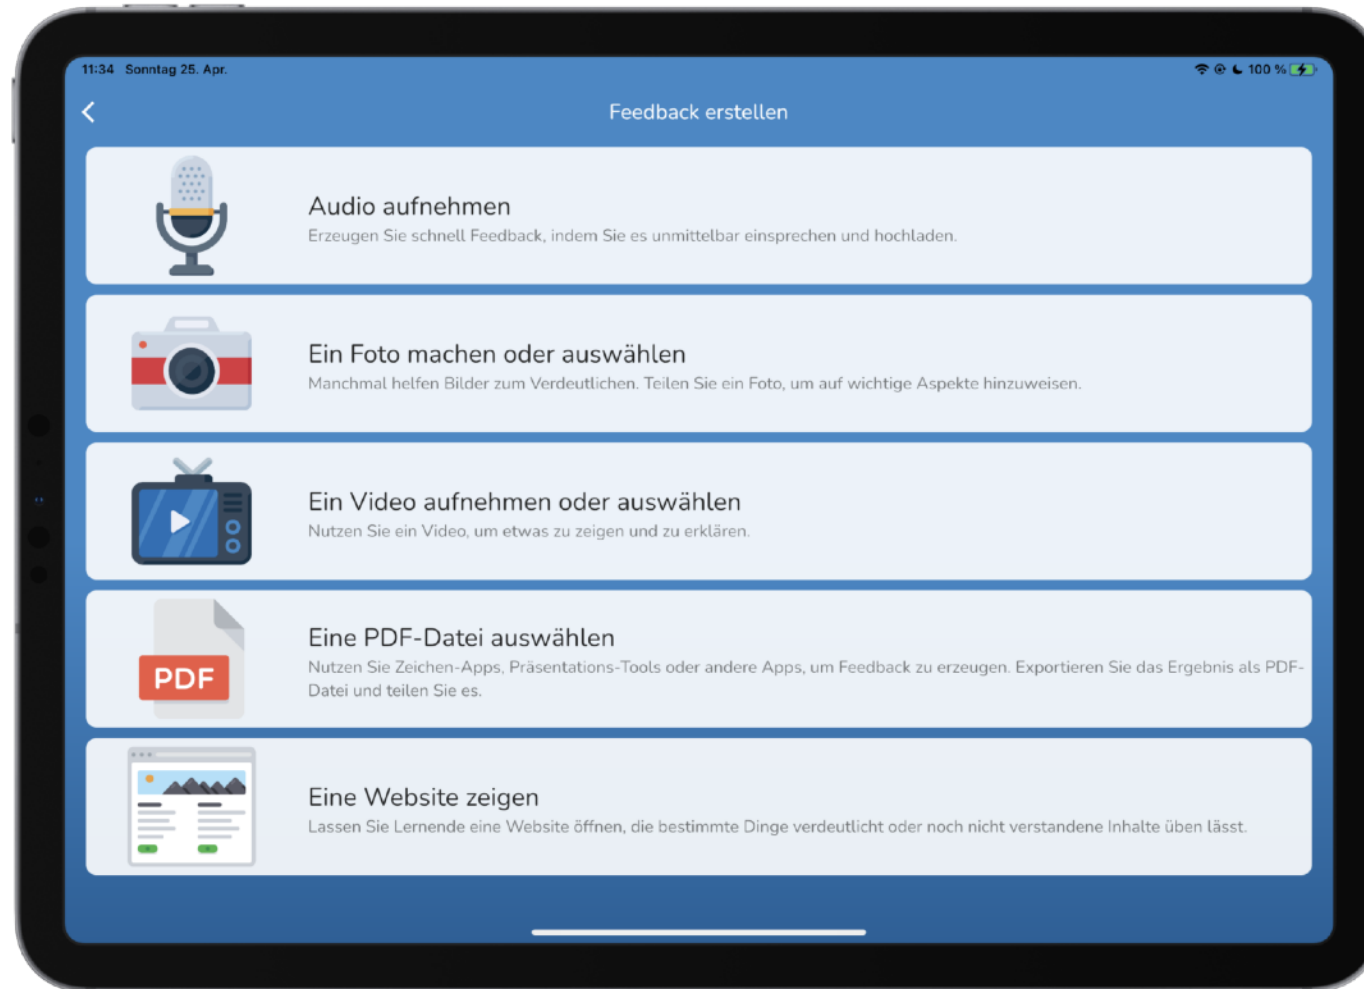 11:34 Sonntag 25. Apr.
100 %
Feedback erstellen
Audio aufnehmen
Erzeugen Sie schnell Feedback, indem Sie es unmittelbar einsprechen und hochladen.
Ein Foto machen oder auswählen
Manchmal helfen Bilder zum Verdeutlichen. Teilen Sie ein Foto, um auf wichtige Aspekte hinzuweisen.
Ein Video aufnehmen oder auswählen
Nutzen Sie ein Video, um etwas zu zeigen und zu erklären.
PDF
Eine PDF-Datei auswählen
Nutzen Sie Zeichen-Apps, Präsentations-Tools oder andere Apps, um Feedback zu erzeugen. Exportieren Sie das Ergebnis als PDF-
Datei und teilen Sie es.
Eine Website zeigen
Lassen Sie Lernende eine Website öffnen, die bestimmte Dinge verdeutlicht oder noch nicht verstandene Inhalte üben lässt.